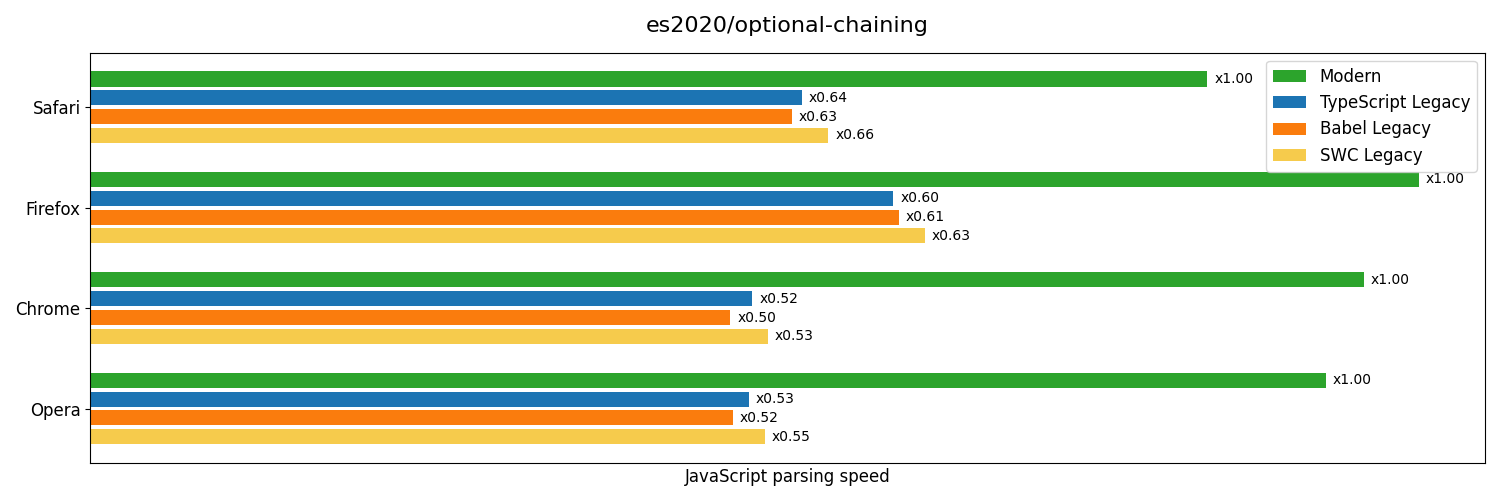 es2020/optional-chaining
Modern
TypeScript Legacy
Babel Legacy
SWC Legacy
Safari
x1.00
x0.64
x0.63
x0.66
Firefox
x1.00
x0.60
x0.61
x0.63
Chrome
x1.00
x0.52
x0.50
x0.53
Opera
x1.00
x0.53
x0.52
x0.55
JavaScript parsing speed